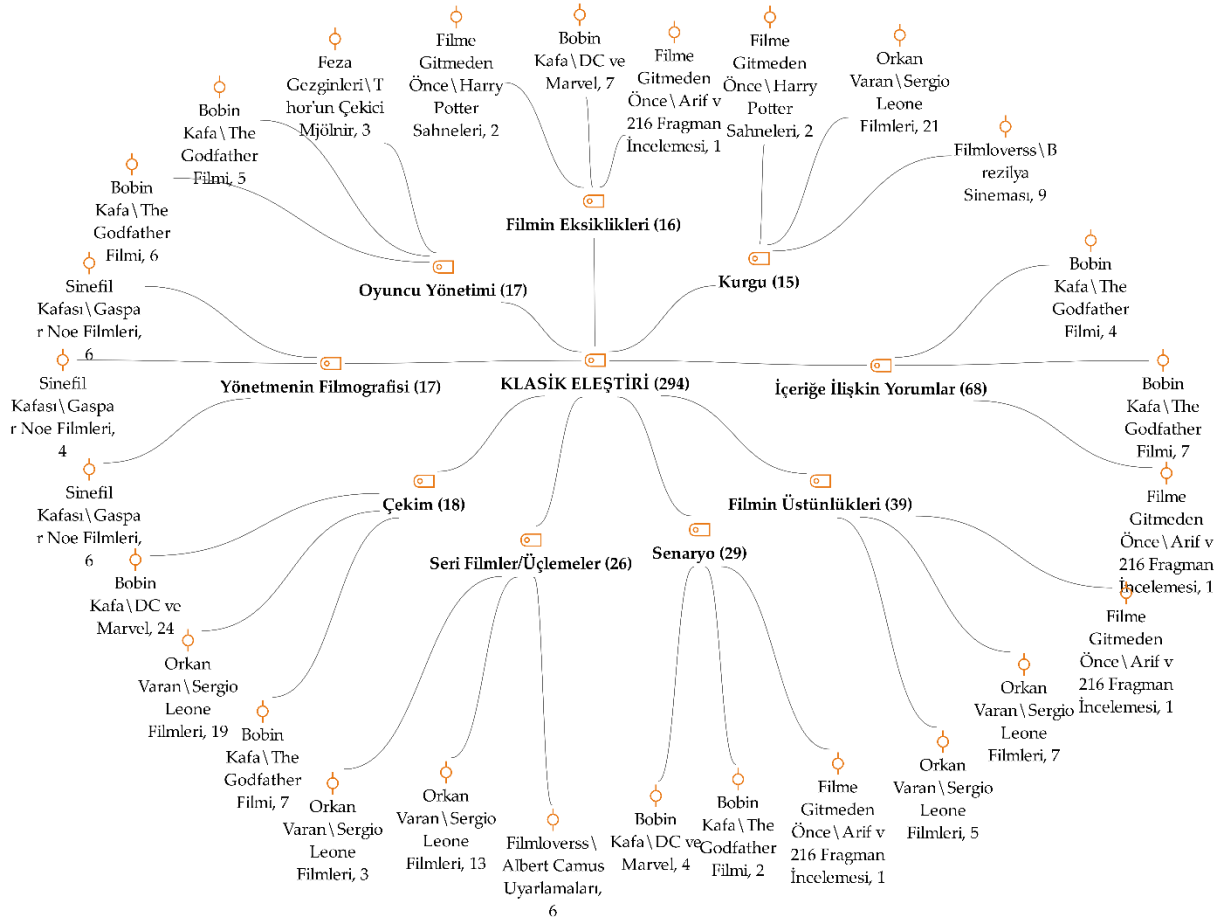 Filme
Gitmeden
Önce\Harry
Potter
Sahneleri, 2
Bobin
Kafa\DC ve
Marvel, 7
Filme
Gitmeden
Önce\Arif v
216 Fragman
İncelemesi, 1
Filme
Gitmeden
Önce\Harry
Potter
Sahneleri, 2
Orkan
Varan\Sergio
Leone
Filmleri, 21
Feza
Gezginleri\T
hor'un Çekici
Mjölnir, 3
Bobin
Kafa\The
Godfather
Filmi, 5
Filmloverss\B
rezilya
Sineması, 9
Bobin
Kafa\The
Godfather
Filmi, 6
Filmin Eksiklikleri (16)
Oyuncu Yönetimi (17)
Kurgu (15)
Bobin
Kafa\The
Godfather
Filmi, 4
Sinefil
Kafası\Gaspa
r Noe Filmleri,
6
Sinefil
Kafası\Gaspa
r Noe Filmleri,
4
Yönetmenin Filmografisi (17)
KLASİK ELEŞTİRİ (294)
İçeriğe İlişkin Yorumlar (68)
Bobin
Kafa\The
Godfather
Filmi, 7
Sinefil
Kafası\Gaspa
r Noe Filmleri,
6
Çekim (18)
Filmin Üstünlükleri (39)
Filme
Gitmeden
Önce\Arif v
216 Fragman
İncelemesi, 1
Seri Filmler/Üçlemeler (26)
Senaryo (29)
Bobin
Kafa\DC ve
Marvel, 24
Filme
Gitmeden
Önce\Arif v
216 Fragman
İncelemesi, 1
Orkan
Varan\Sergio
Leone
Filmleri, 19
Orkan
Varan\Sergio
Leone
Filmleri, 7
Bobin
Kafa\The
Godfather
Filmi, 7
Orkan
Varan\Sergio
Leone
Filmleri, 5
Orkan
Varan\Sergio
Leone
Filmleri, 3
Orkan
Varan\Sergio
Leone
Filmleri, 13
Filmloverss\
Albert Camus
Uyarlamaları,
6
Bobin
Kafa\DC ve
Marvel, 4
Bobin
Kafa\The
Godfather
Filmi, 2
Filme
Gitmeden
Önce\Arif v
216 Fragman
İncelemesi, 1